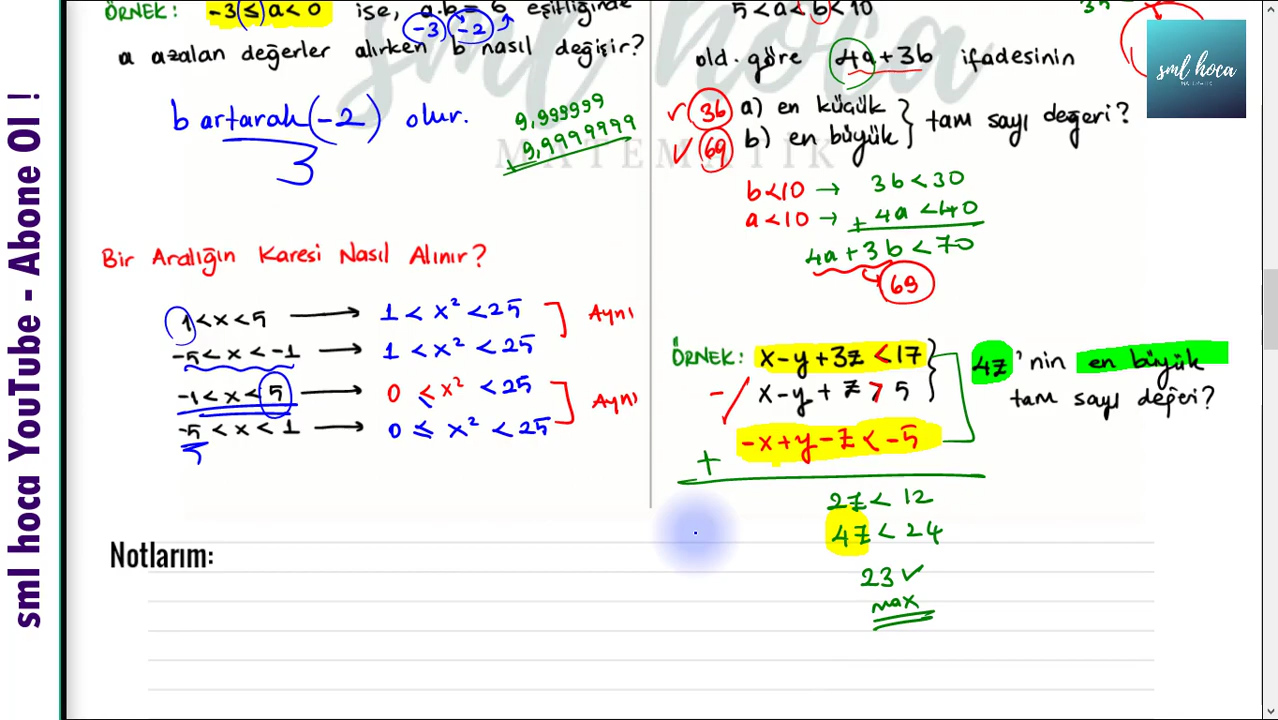 sml hoca YouTube - Abone Ol !
ÖRNEK: -3 ≤ a < 0 ise, a.b = 6 eşitliğinde
(-3) (-2)
a azalan değerler alırken b nasıl değişir?
b artarak (-2) olur.
3
9,999999
+ 9,9999999
Bir Aralığın Karesi Nasıl Alınır?
1 < x < 5 → 1 < x² < 25
-5 < x < -1 → 1 < x² < 25
Aynı
-1 < x < 5 → 0 ≤ x² < 25
-5 < x < 1 → 0 ≤ x² < 25
Aynı
5
Notlarım:
5 < a < b < 10
old. göre 4a + 3b ifadesinin
36 a) en küçük
69 b) en büyük
tam sayı değeri?
b < 10 → 3b < 30
a < 10 → + 4a < 40
4a + 3b < 70
69
ÖRNEK: x - y + 3z < 17
- / x - y + z > 5
4z'nin en büyük
tam sayı değeri?
-x + y - z < -5
+
2z < 12
4z < 24
23 ✓
max
sml hoca
MATEMATİK